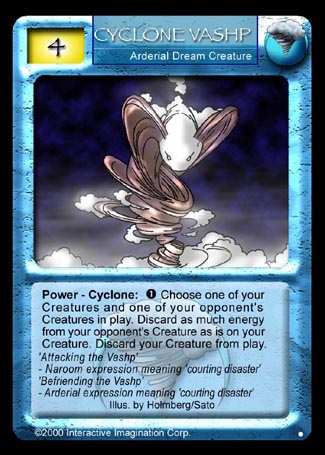 4
CYCLONE VASHP
Arderial Dream Creature
Power - Cyclone: ❶ Choose one of your
Creatures and one of your opponent's
Creatures in play. Discard as much energy
from your opponent's Creature as is on your
Creature. Discard your Creature from play.
'Attacking the Vashp'
- Naroom expression meaning 'courting disaster'
'Befriending the Vashp'
- Arderial expression meaning 'courting disaster'
Illus. by Holmberg/Sato
©2000 Interactive Imagination Corp.